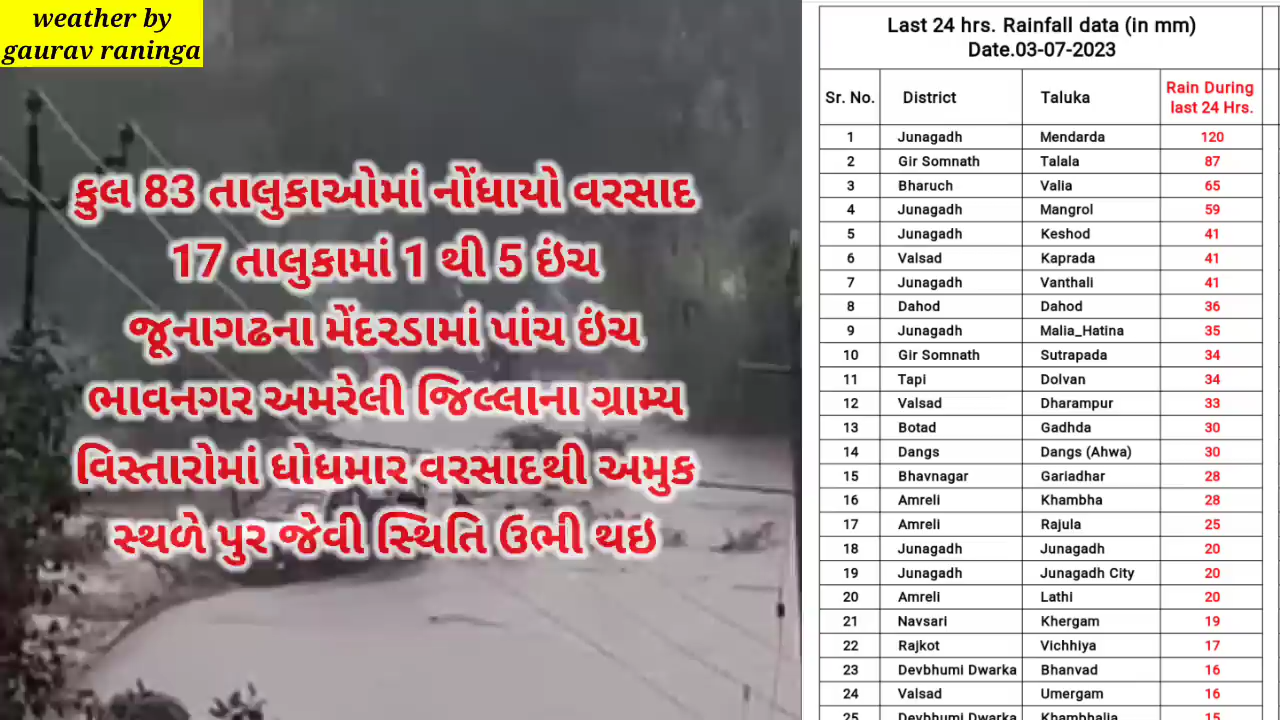 weather by
gaurav raninga
કુલ 83 તાલુકાઓમાં નોંધાયો વરસાદ
17 તાલુકામાં 1 થી 5 ઇંચ
જૂનાગઢના મેંદરડામાં પાંચ ઇંચ
ભાવનગર અમરેલી જિલ્લાના ગ્રામ્ય
વિસ્તારોમાં ધોધમાર વરસાદથી અમુક
સ્થળે પુર જેવી સ્થિતિ ઉભી થઇ
Last 24 hrs. Rainfall data (in mm)
Date.03-07-2023
Sr. No. District Taluka Rain During last 24 Hrs.
1 Junagadh Mendarda 120
2 Gir Somnath Talala 87
3 Bharuch Valia 65
4 Junagadh Mangrol 59
5 Junagadh Keshod 41
6 Valsad Kaprada 41
7 Junagadh Vanthali 41
8 Dahod Dahod 36
9 Junagadh Malia_Hatina 35
10 Gir Somnath Sutrapada 34
11 Tapi Dolvan 34
12 Valsad Dharampur 33
13 Botad Gadhda 30
14 Dangs Dangs (Ahwa) 30
15 Bhavnagar Gariadhar 28
16 Amreli Khambha 28
17 Amreli Rajula 25
18 Junagadh Junagadh 20
19 Junagadh Junagadh City 20
20 Amreli Lathi 20
21 Navsari Khergam 19
22 Rajkot Vichhiya 17
23 Devbhumi Dwarka Bhanvad 16
24 Valsad Umergam 16
25 Devbhumi Dwarka Khambhalia 15